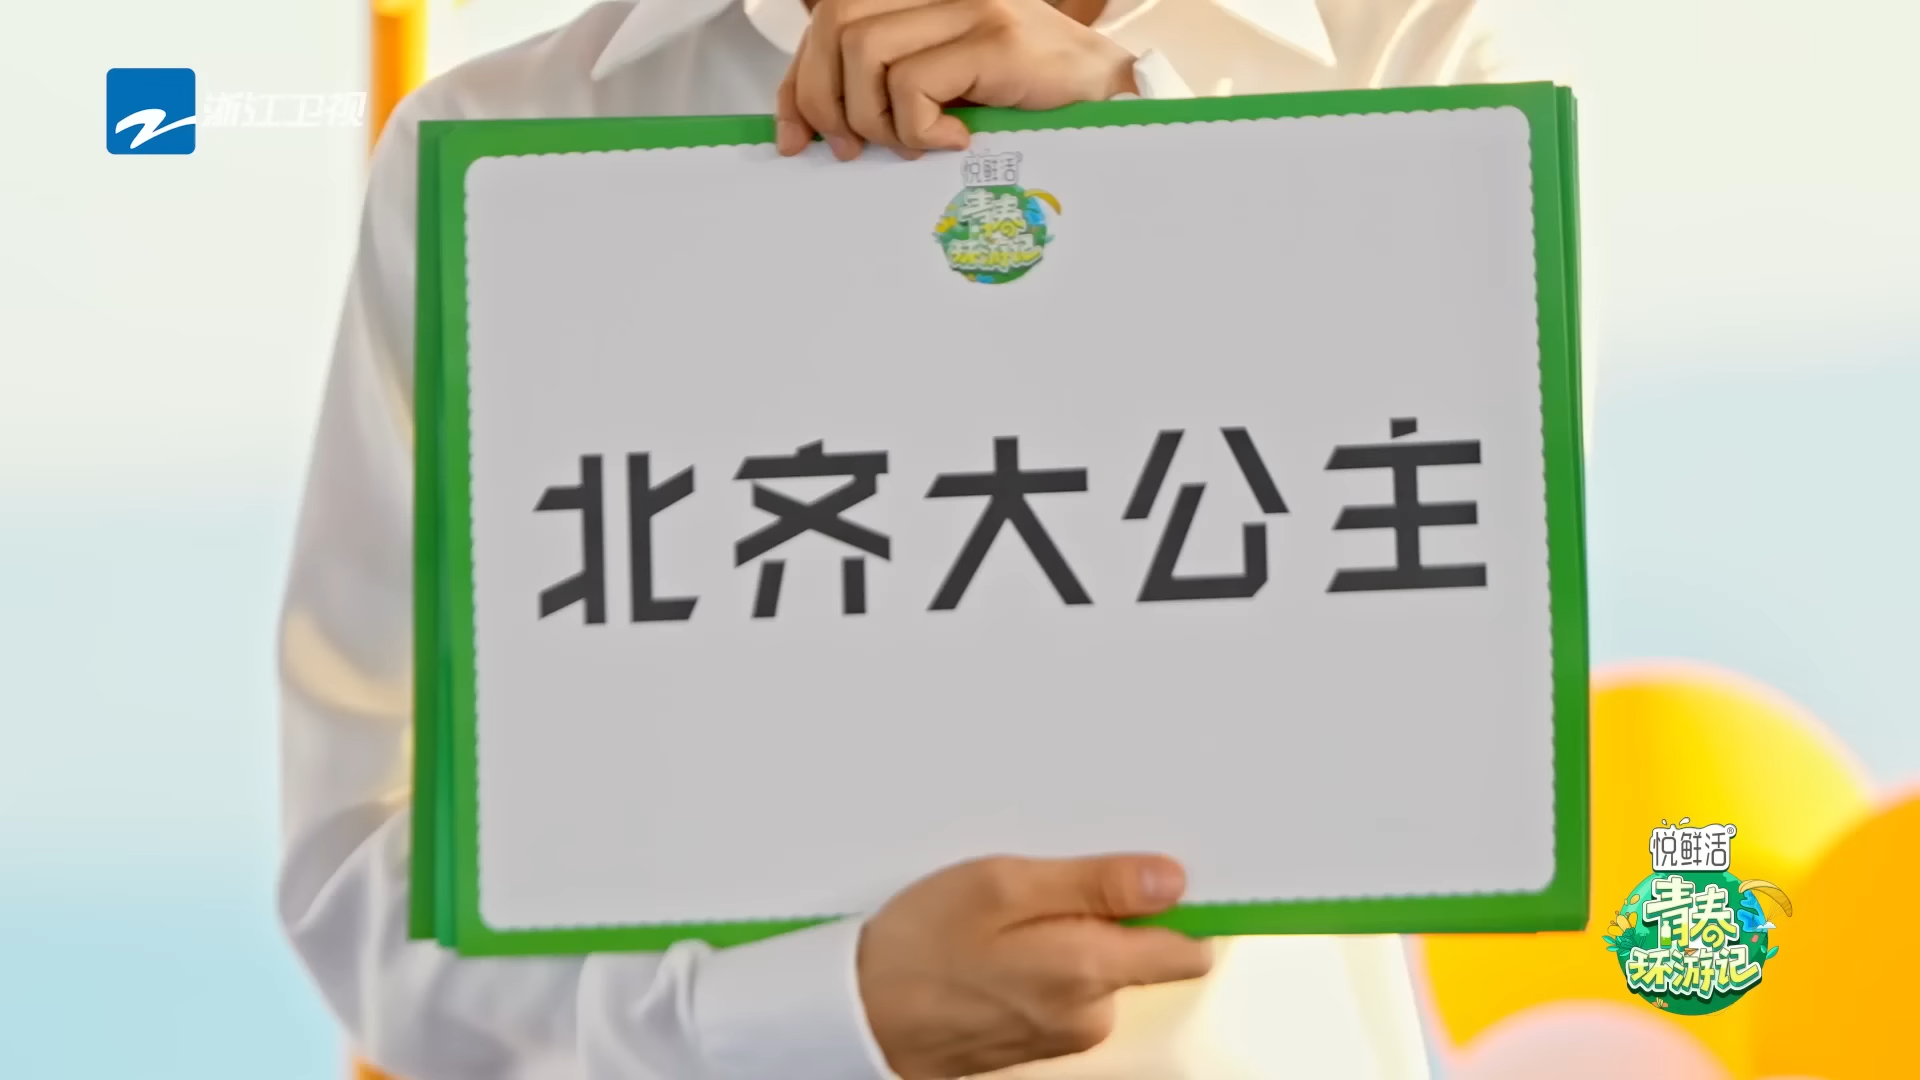 浙江卫视
悦鲜活
青春
环游记
北齐大公主
悦鲜活®
青春
环游记